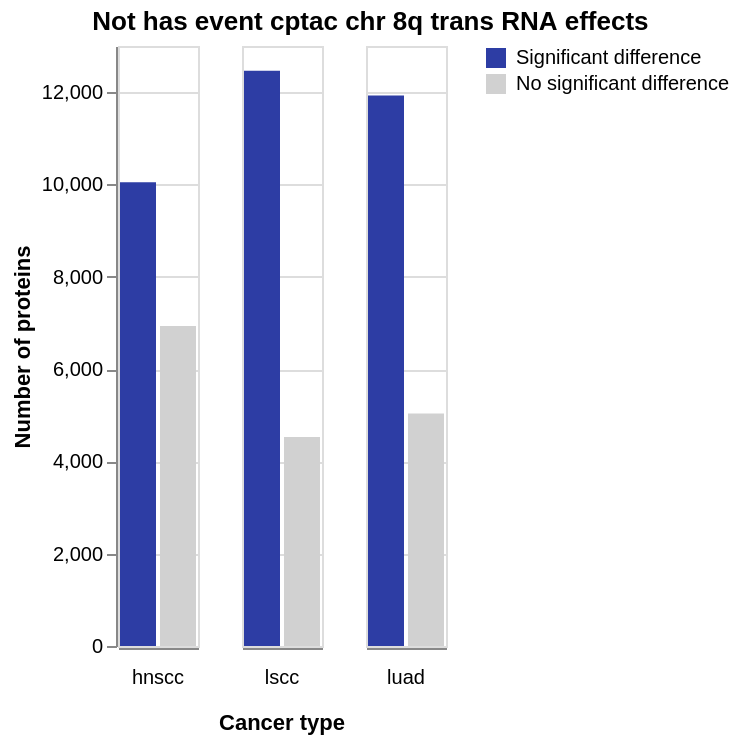 Not has event cptac chr 8q trans RNA effects
Significant difference
No significant difference
Number of proteins
12,000
10,000
8,000
6,000
4,000
2,000
0
hnscc
lscc
luad
Cancer type